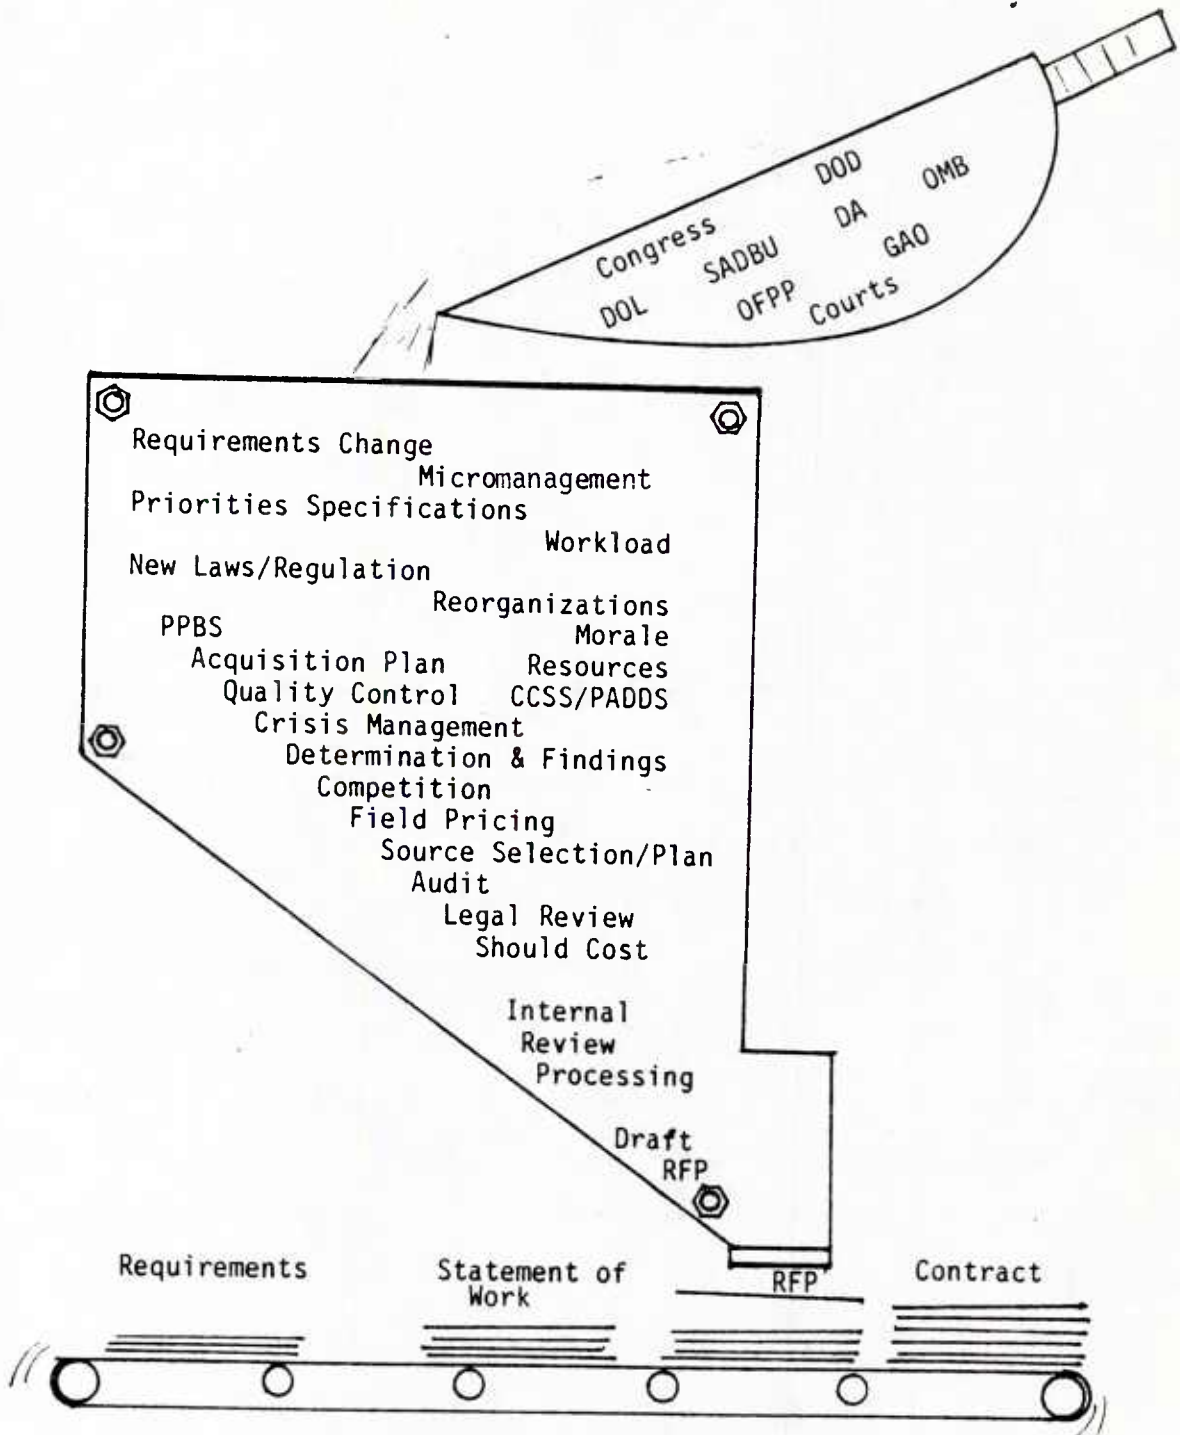 DOD
OMB
Congress
DA
SADBU
GAO
DOL
OFPP
Courts
Requirements Change
Micromanagement
Priorities Specifications
Workload
New Laws/Regulation
Reorganizations
PPBS
Morale
Acquisition Plan Resources
Quality Control CCSS/PADDS
Crisis Management
Determination & Findings
Competition
Field Pricing
Source Selection/Plan
Audit
Legal Review
Should Cost
Internal
Review
Processing
Draft
RFP
Requirements
Statement of
Work
RFP
Contract